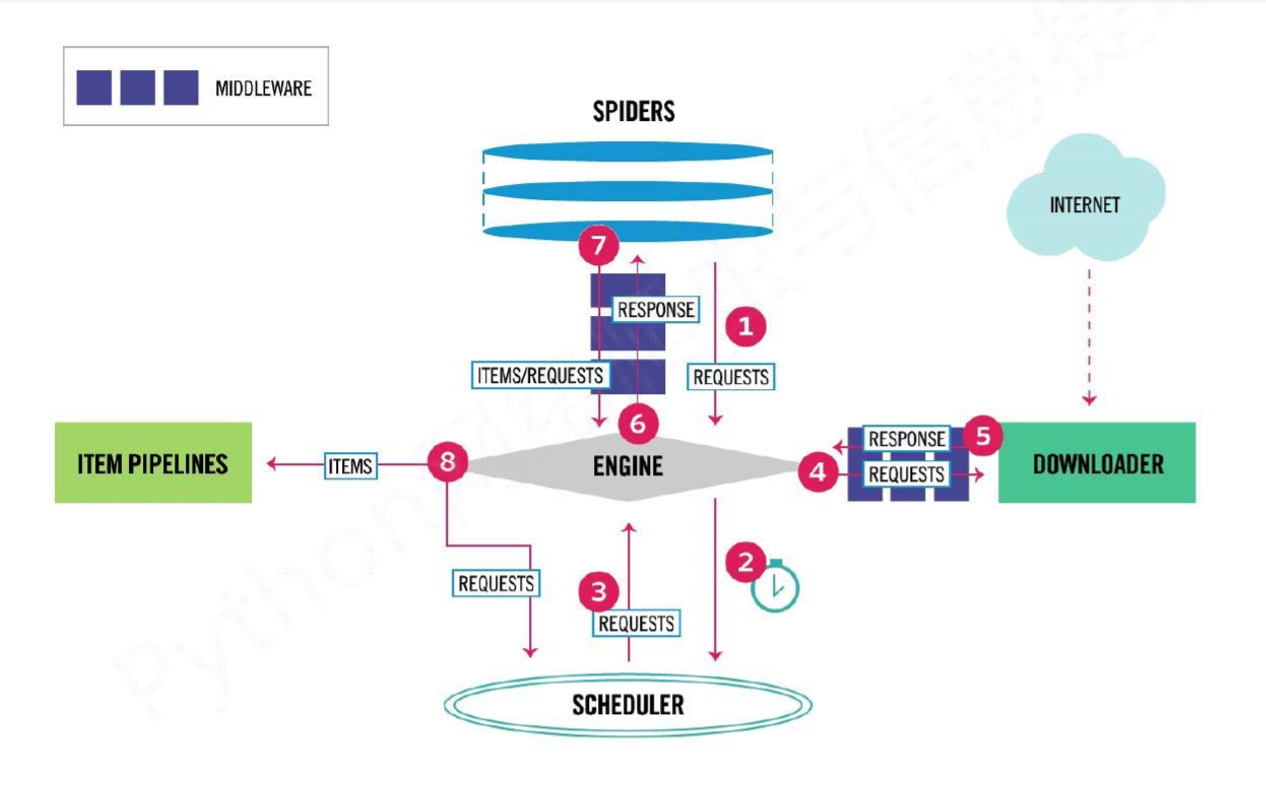 MIDDLEWARE
SPIDERS
INTERNET
7
RESPONSE
1
ITEMS/REQUESTS
REQUESTS
6
5
RESPONSE
ITEM PIPELINES
ITEMS
8
ENGINE
4
REQUESTS
DOWNLOADER
2
REQUESTS
3
REQUESTS
SCHEDULER